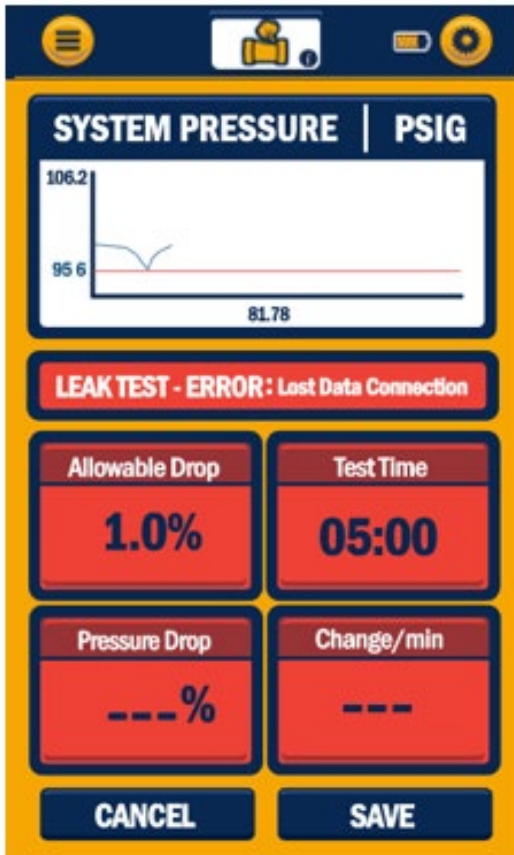 SYSTEM PRESSURE | PSIG
106.2
95 6
81.78
LEAK TEST - ERROR: Lost Data Connection
Allowable Drop
Test Time
1.0%
05:00
Pressure Drop
Change/min
---%
---
CANCEL
SAVE